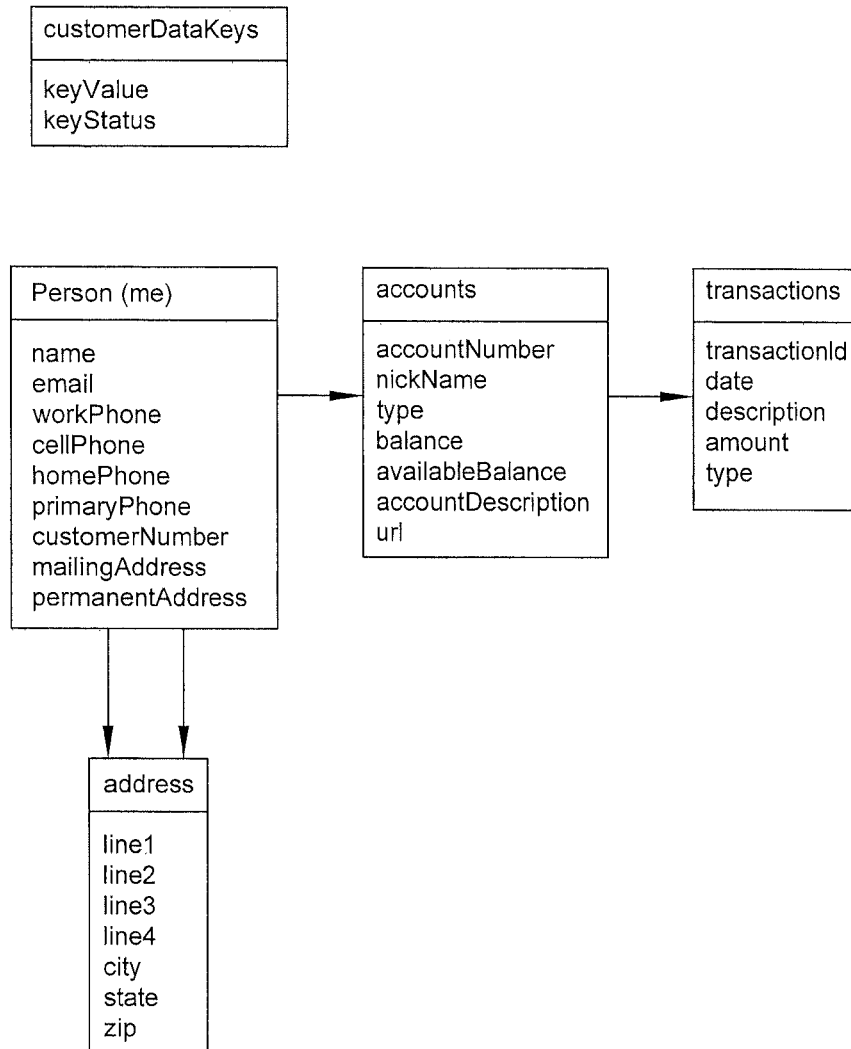 customerDataKeys
keyValue
keyStatus
Person (me)
name
email
workPhone
cellPhone
homePhone
primaryPhone
customerNumber
mailingAddress
permanentAddress
accounts
accountNumber
nickName
type
balance
availableBalance
accountDescription
url
transactions
transactionId
date
description
amount
type
address
line1
line2
line3
line4
city
state
zip